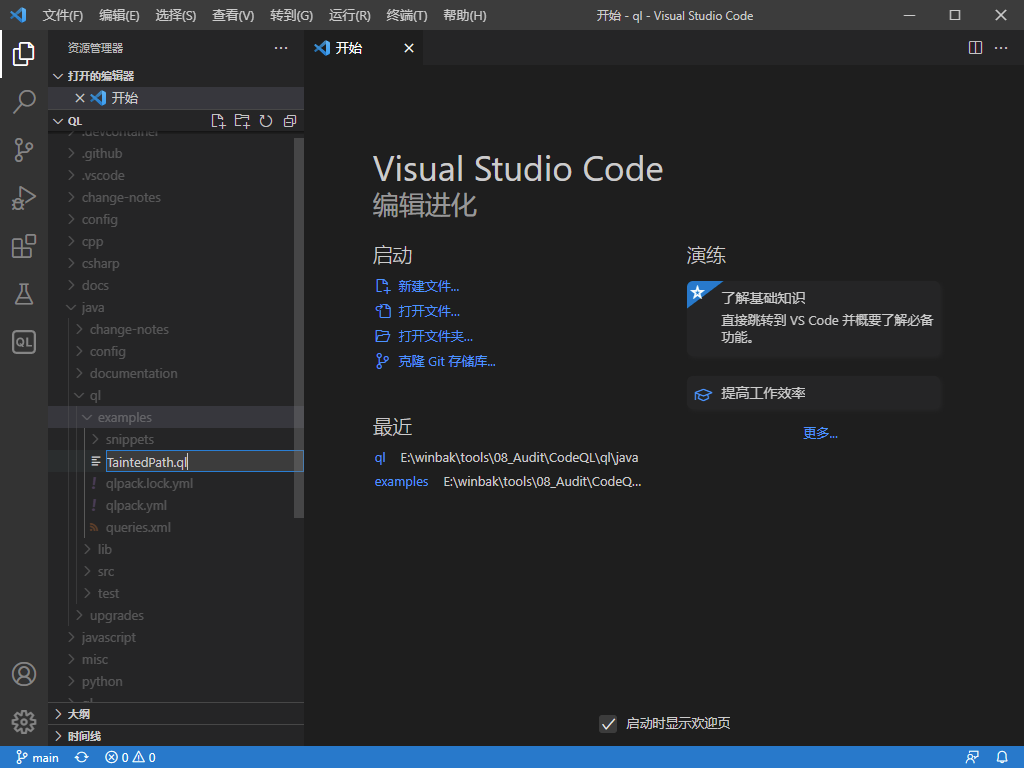 文件(F) 编辑(E) 选择(S) 查看(V) 转到(G) 运行(R) 终端(T) 帮助(H) 开始 - ql - Visual Studio Code
资源管理器
开始
打开的编辑器
开始
QL
.devcontainer
.github
.vscode
change-notes
config
cpp
csharp
docs
java
change-notes
config
documentation
ql
examples
snippets
TaintedPath.ql
qlpack.lock.yml
qlpack.yml
queries.xml
lib
src
test
upgrades
javascript
misc
python
大纲
时间线
QL
Visual Studio Code
编辑进化
启动
新建文件...
打开文件...
打开文件夹...
克隆 Git 存储库...
最近
ql E:\winbak\tools\08_Audit\CodeQL\ql\java
examples E:\winbak\tools\08_Audit\CodeQ...
演练
了解基础知识
直接跳转到 VS Code 并概要了解必备
功能。
提高工作效率
更多...
启动时显示欢迎页
main 0 0